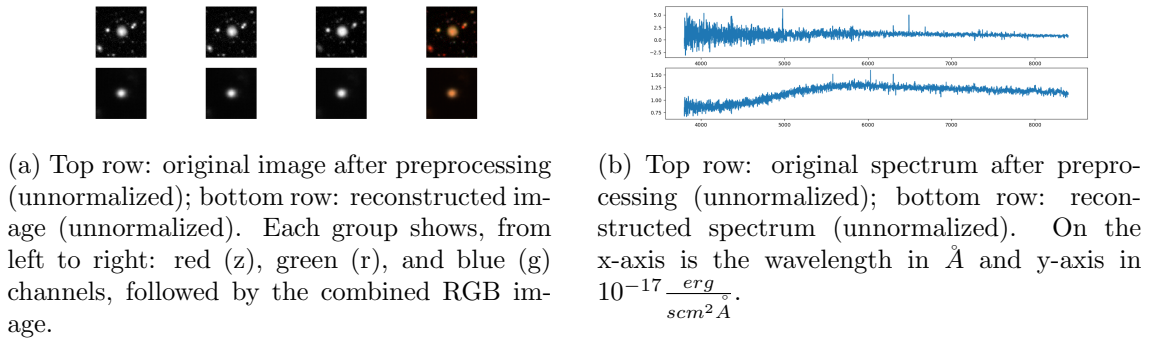 5.0
2.5
0.0
−2.5
4000 5000 6000 7000 8000
1.50
1.25
1.00
0.75
4000 5000 6000 7000 8000
(a) Top row: original image after preprocessing
(unnormalized); bottom row: reconstructed im-
age (unnormalized). Each group shows, from
left to right: red (z), green (r), and blue (g)
channels, followed by the combined RGB im-
age.
(b) Top row: original spectrum after prepro-
cessing (unnormalized); bottom row: recon-
structed spectrum (unnormalized). On the
x-axis is the wavelength in Å and y-axis in
10⁻¹⁷ erg/scm²Å.